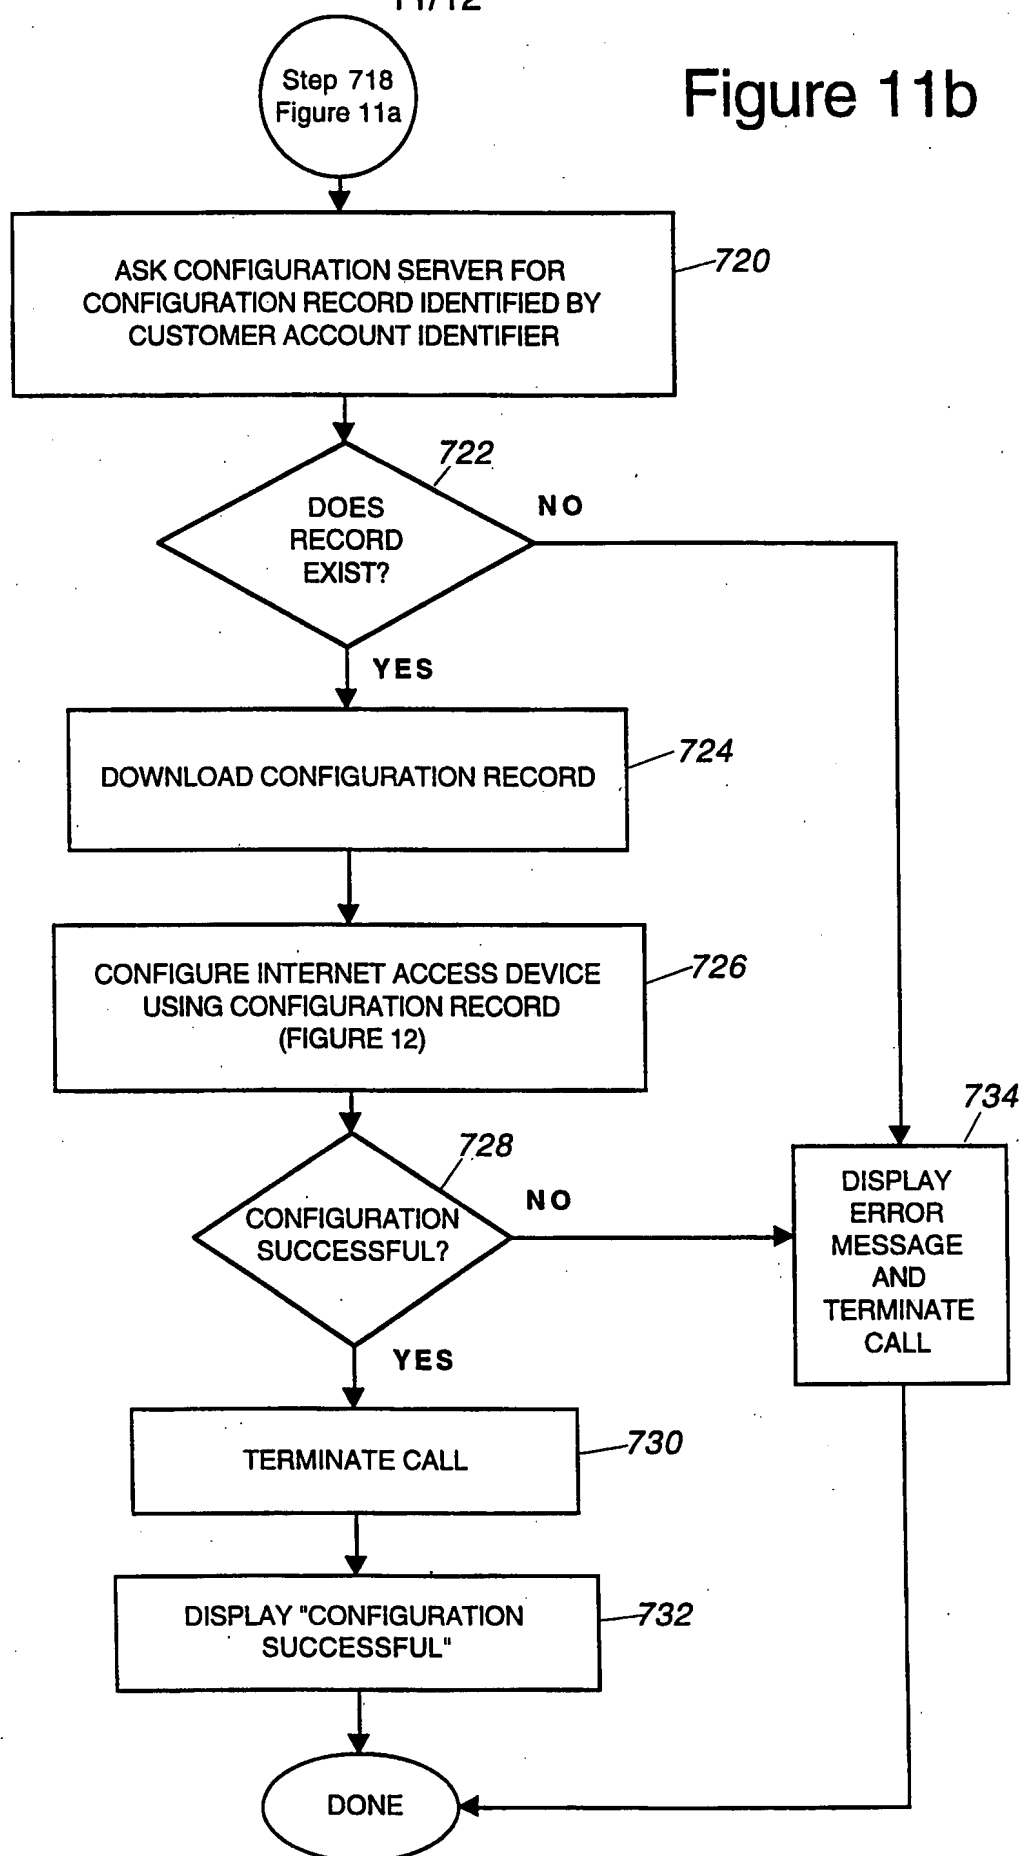 11/12
Figure 11b
Step 718
Figure 11a
ASK CONFIGURATION SERVER FOR
CONFIGURATION RECORD IDENTIFIED BY
CUSTOMER ACCOUNT IDENTIFIER
720
722
DOES
RECORD
EXIST?
NO
YES
DOWNLOAD CONFIGURATION RECORD
724
CONFIGURE INTERNET ACCESS DEVICE
USING CONFIGURATION RECORD
(FIGURE 12)
726
728
CONFIGURATION
SUCCESSFUL?
NO
YES
734
DISPLAY
ERROR
MESSAGE
AND
TERMINATE
CALL
TERMINATE CALL
730
DISPLAY "CONFIGURATION
SUCCESSFUL"
732
DONE